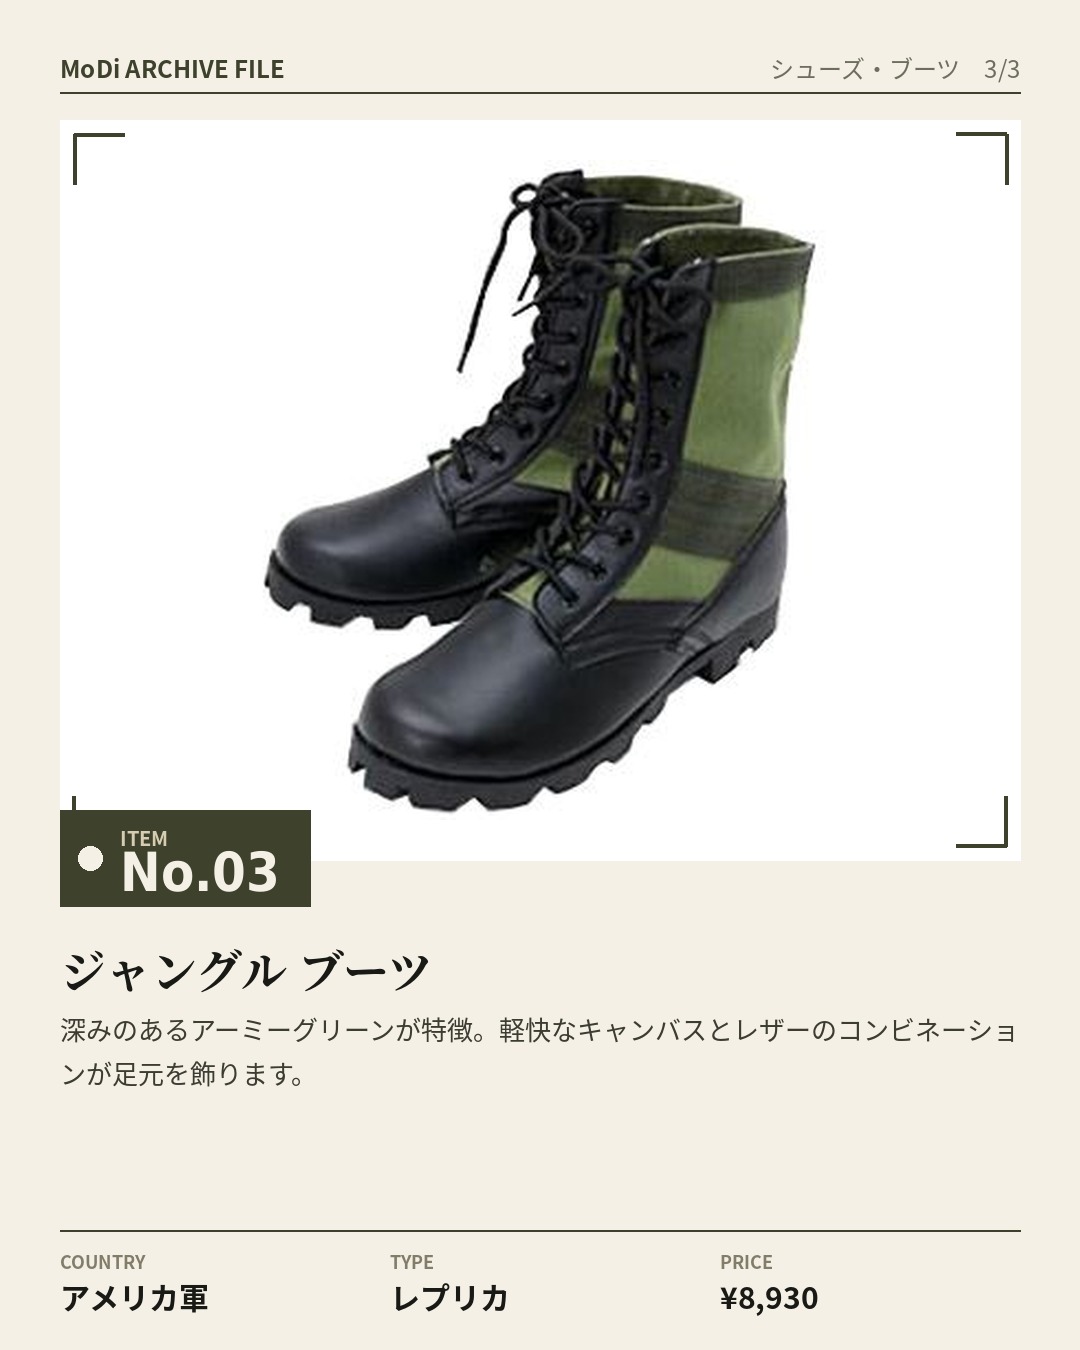 MoDi ARCHIVE FILE
シューズ・ブーツ　3/3
ITEM
No.03
ジャングル ブーツ
深みのあるアーミーグリーンが特徴。軽快なキャンバスとレザーのコンビネーショ
ンが足元を飾ります。
COUNTRY
アメリカ軍
TYPE
レプリカ
PRICE
¥8,930